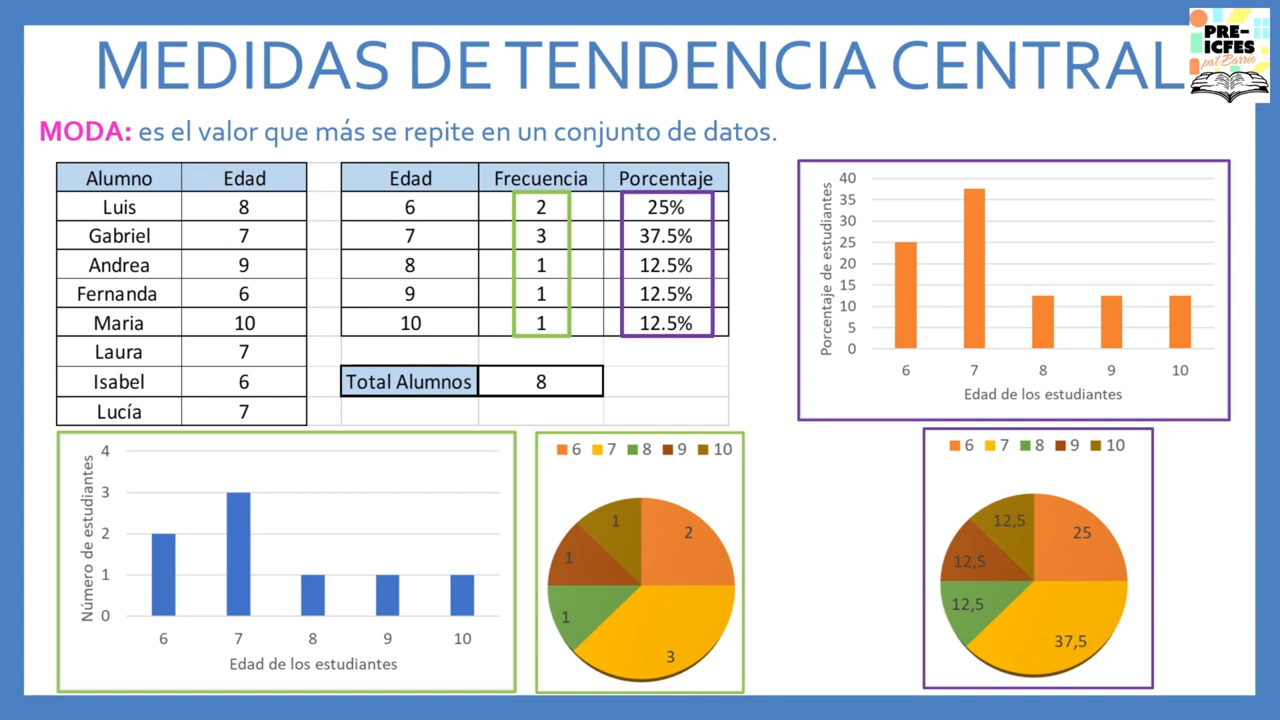 MEDIDAS DE TENDENCIA CENTRAL
PRE-
ICFES
pa'l Barrio
MODA: es el valor que más se repite en un conjunto de datos.
Alumno Edad
Luis 8
Gabriel 7
Andrea 9
Fernanda 6
Maria 10
Laura 7
Isabel 6
Lucía 7
Edad Frecuencia Porcentaje
6 2 25%
7 3 37.5%
8 1 12.5%
9 1 12.5%
10 1 12.5%
Total Alumnos 8
Porcentaje de estudiantes
40
35
30
25
20
15
10
5
0
6 7 8 9 10
Edad de los estudiantes
Número de estudiantes
4
3
2
1
0
6 7 8 9 10
Edad de los estudiantes
6 7 8 9 10
1 2
1
1
3
6 7 8 9 10
12,5 25
12,5
12,5
37,5